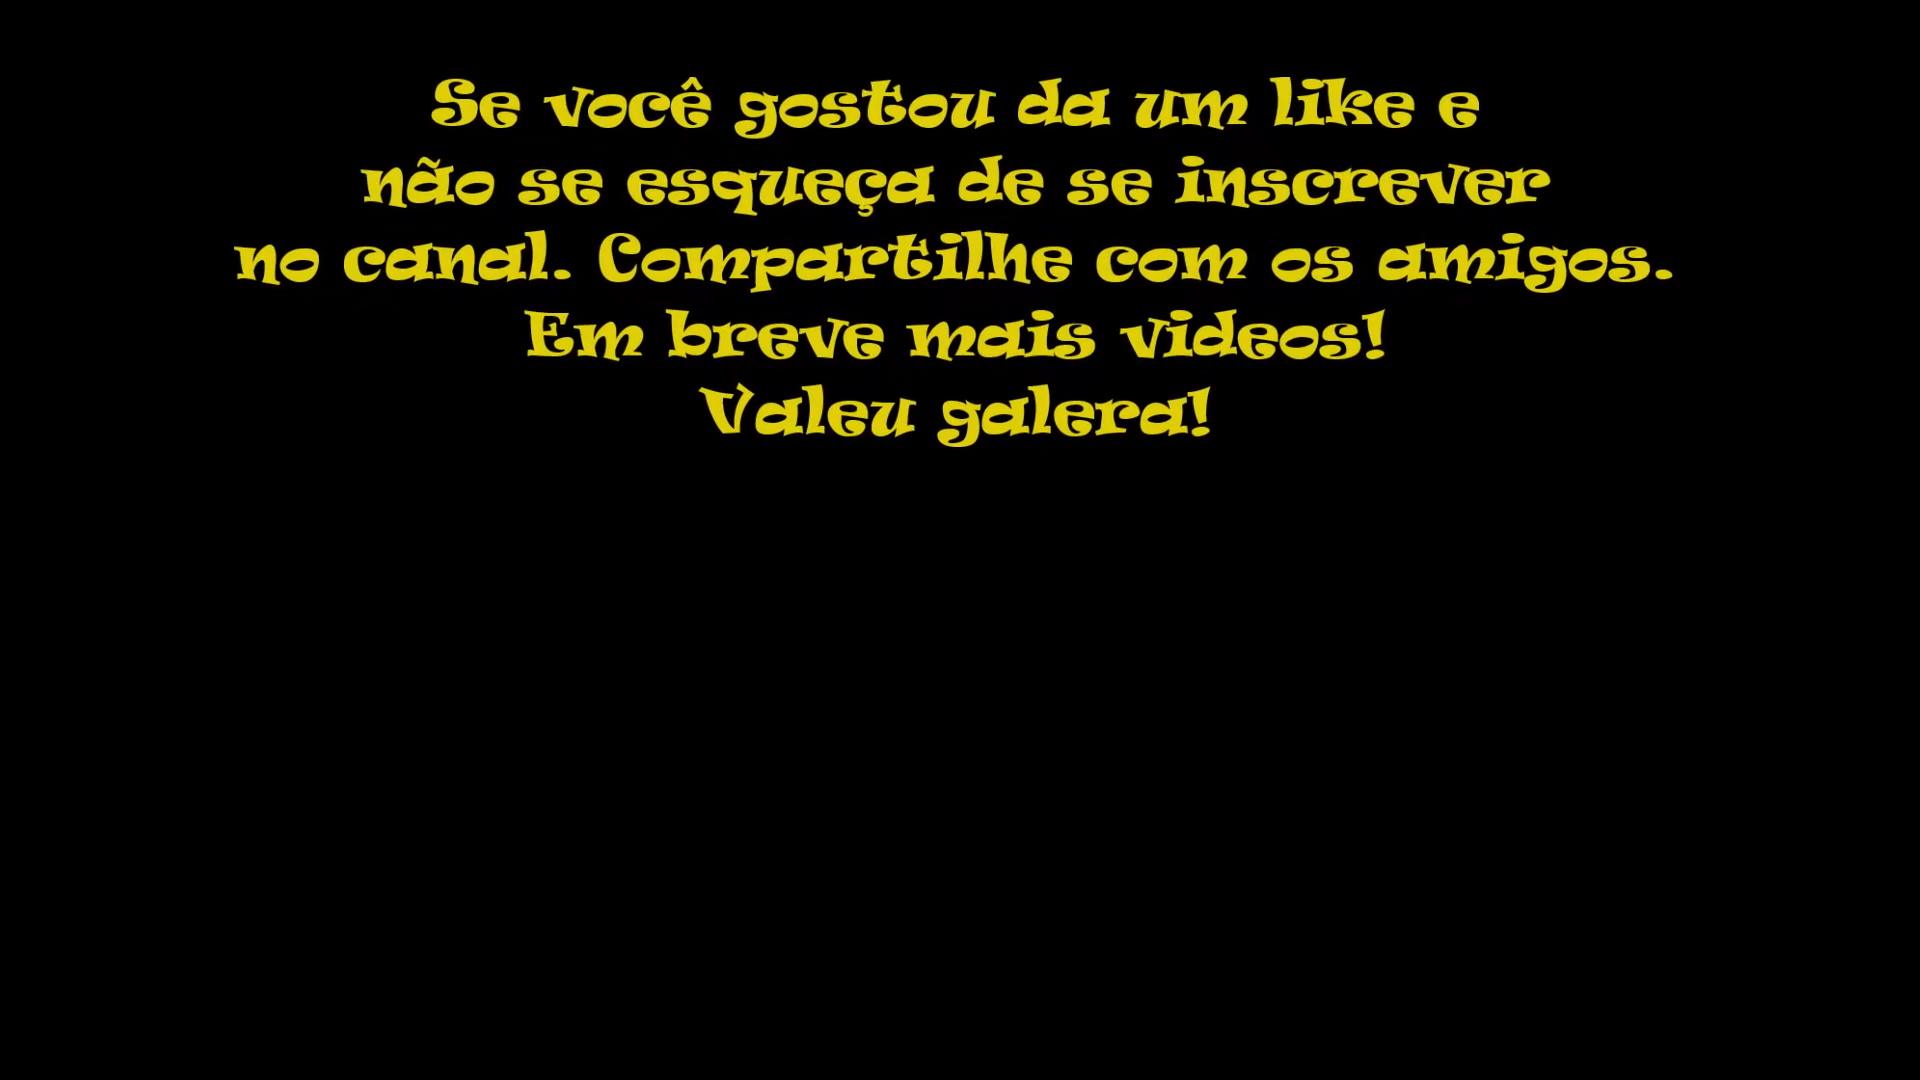 Se você gostou da um like e
não se esqueça de se inscrever
no canal. Compartilhe com os amigos.
Em breve mais videos!
Valeu galera!